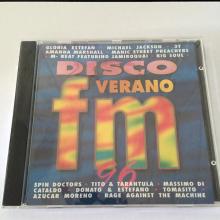 GLORIA ESTEFAN MICHAEL JACKSON 3T
AMANDA MARSHALL MANIC STREET PREACHERS
M-BEAT FEATURING JAMIROQUAI BIG SOUL
DISCO
VERANO
fm
96
SPIN DOCTORS - TITO & TARANTULA - MASSIMO DI
CATALDO DONATO & ESTEFANO - TOMASITO
AZUCAR MORENO - RAGE AGAINST THE MACHINE